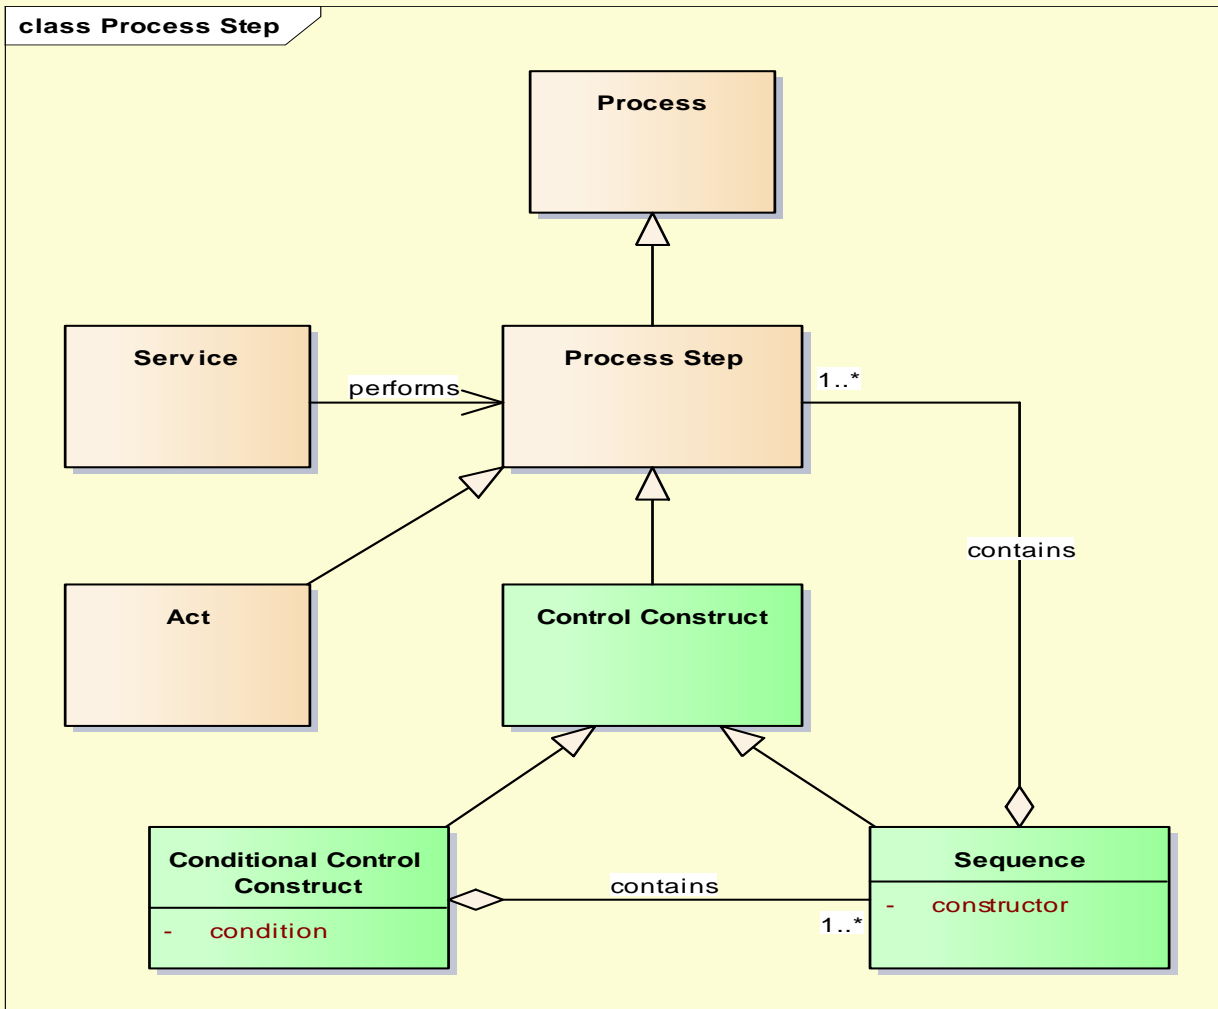 class Process Step
Process
Service
performs
Process Step
1..*
contains
Act
Control Construct
Conditional Control
Construct
- condition
contains
1..*
Sequence
- constructor